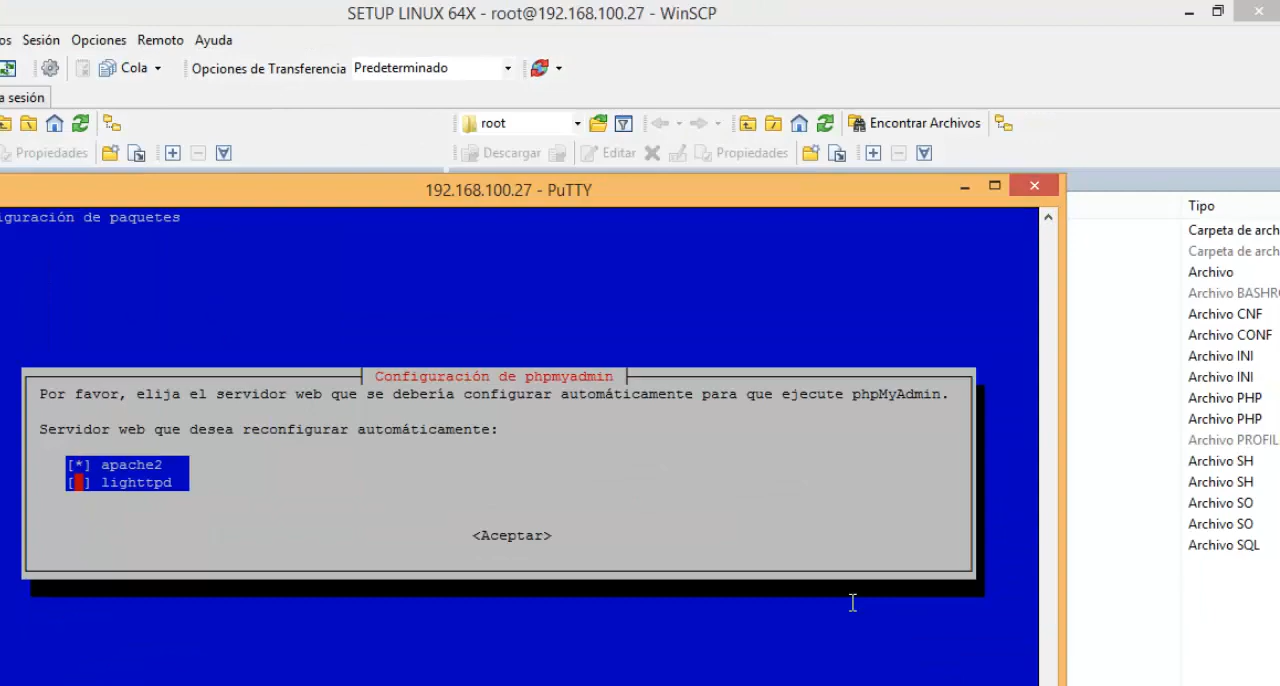 SETUP LINUX 64X - root@192.168.100.27 - WinSCP
os Sesión Opciones Remoto Ayuda
Cola Opciones de Transferencia Predeterminado
a sesión
root Encontrar Archivos
Propiedades Descargar Editar Propiedades
192.168.100.27 - PuTTY
iguración de paquetes
Tipo
Carpeta de arch
Carpeta de arch
Archivo
Archivo BASHR
Archivo CNF
Archivo CONF
Archivo INI
Archivo INI
Archivo PHP
Archivo PHP
Archivo PROFIL
Archivo SH
Archivo SH
Archivo SO
Archivo SO
Archivo SQL
Configuración de phpmyadmin
Por favor, elija el servidor web que se debería configurar automáticamente para que ejecute phpMyAdmin.
Servidor web que desea reconfigurar automáticamente:
[*] apache2
[ ] lighttpd
<Aceptar>